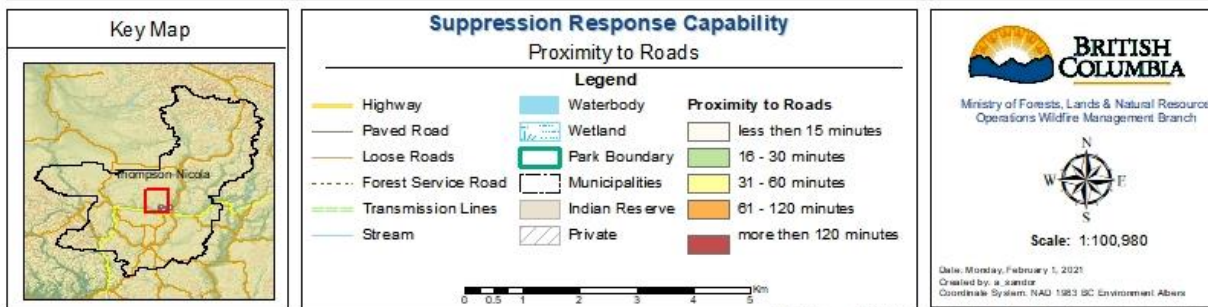 Key Map
Thompson-Nicola
Suppression Response Capability
Proximity to Roads
Legend
Highway
Paved Road
Loose Roads
Forest Service Road
Transmission Lines
Stream
Waterbody
Wetland
Park Boundary
Municipalities
Indian Reserve
Private
Proximity to Roads
less then 15 minutes
16 - 30 minutes
31 - 60 minutes
61 - 120 minutes
more then 120 minutes
0 0.5 1 2 3 4 5 Km
BRITISH
COLUMBIA
Ministry of Forests, Lands & Natural Resource
Operations Wildfire Management Branch
N
W E
S
Scale: 1:100,980
Date: Monday, February 1, 2021
Created by: a_sandor
Coordinate System: NAD 1983 BC Environment Albers